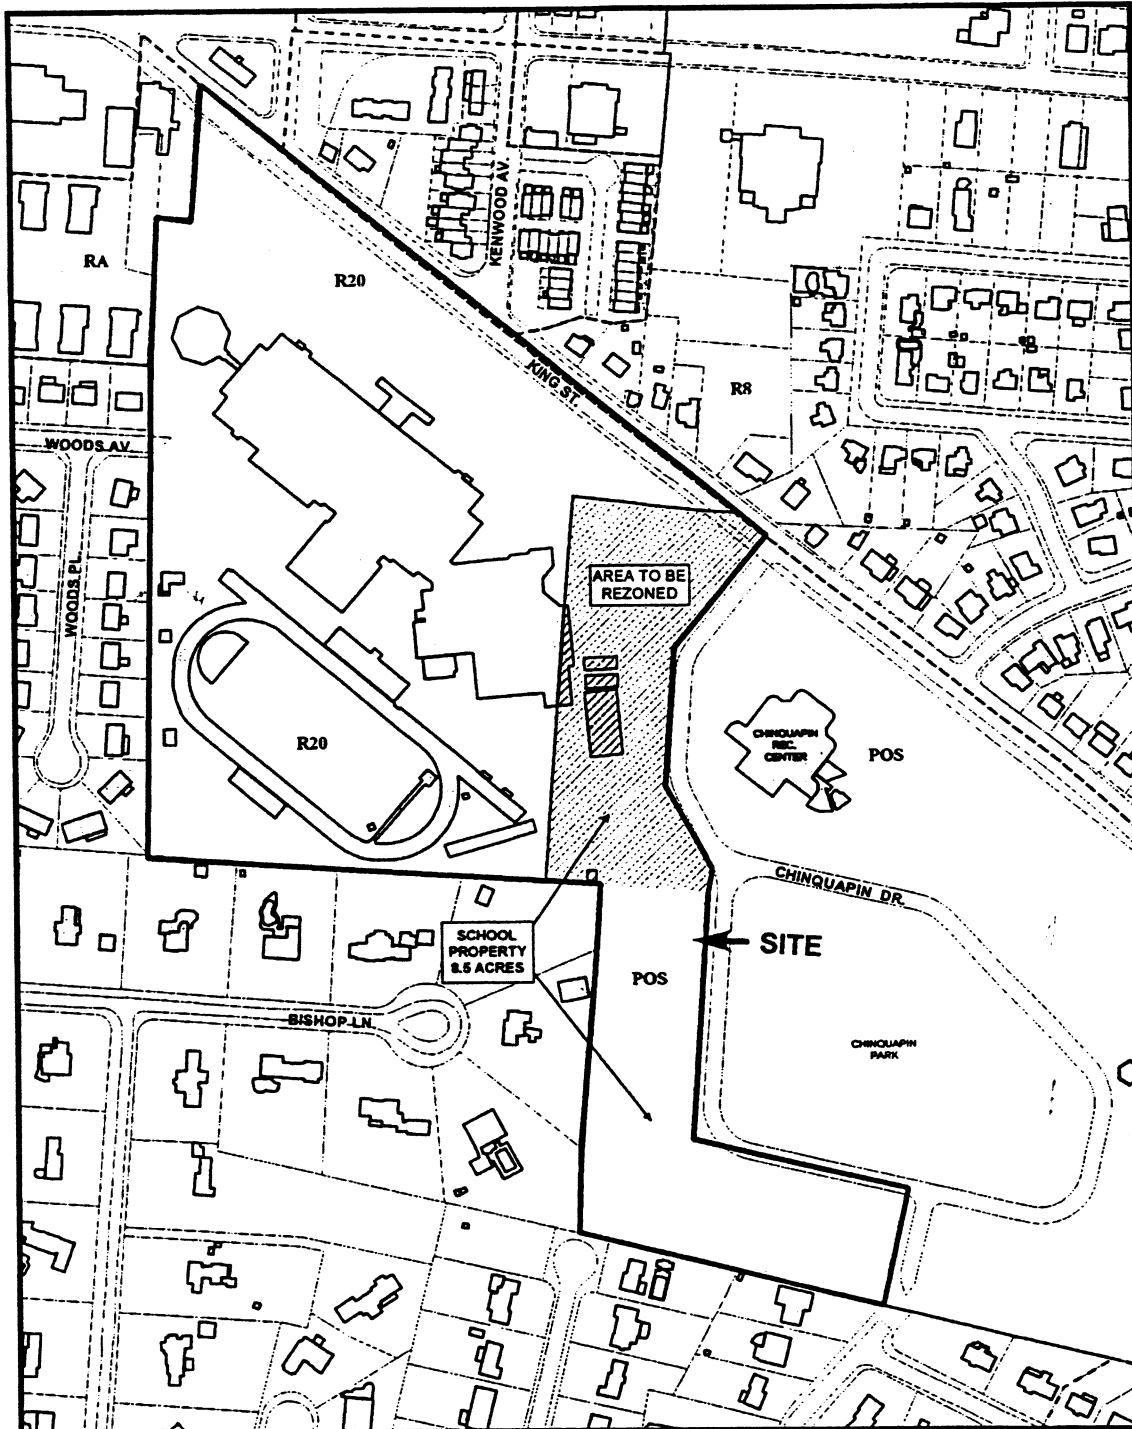 KENWOOD AV.
RA
R20
KING ST.
R8
WOODS AV.
AREA TO BE
REZONED
WOODS PL.
R20
CHINQUAPIN
REC.
CENTER
POS
CHINQUAPIN DR.
SCHOOL
PROPERTY
8.5 ACRES
SITE
POS
BISHOP LN.
CHINQUAPIN
PARK